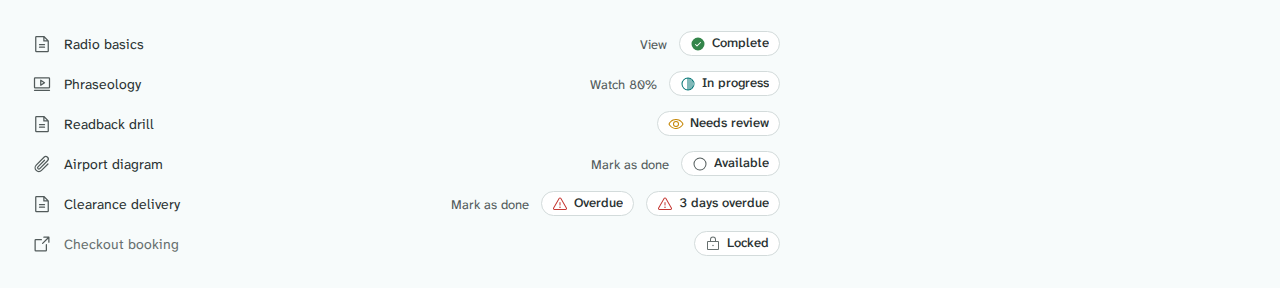 Radio basics View Complete
Phraseology Watch 80% In progress
Readback drill Needs review
Airport diagram Mark as done Available
Clearance delivery Mark as done Overdue 3 days overdue
Checkout booking Locked